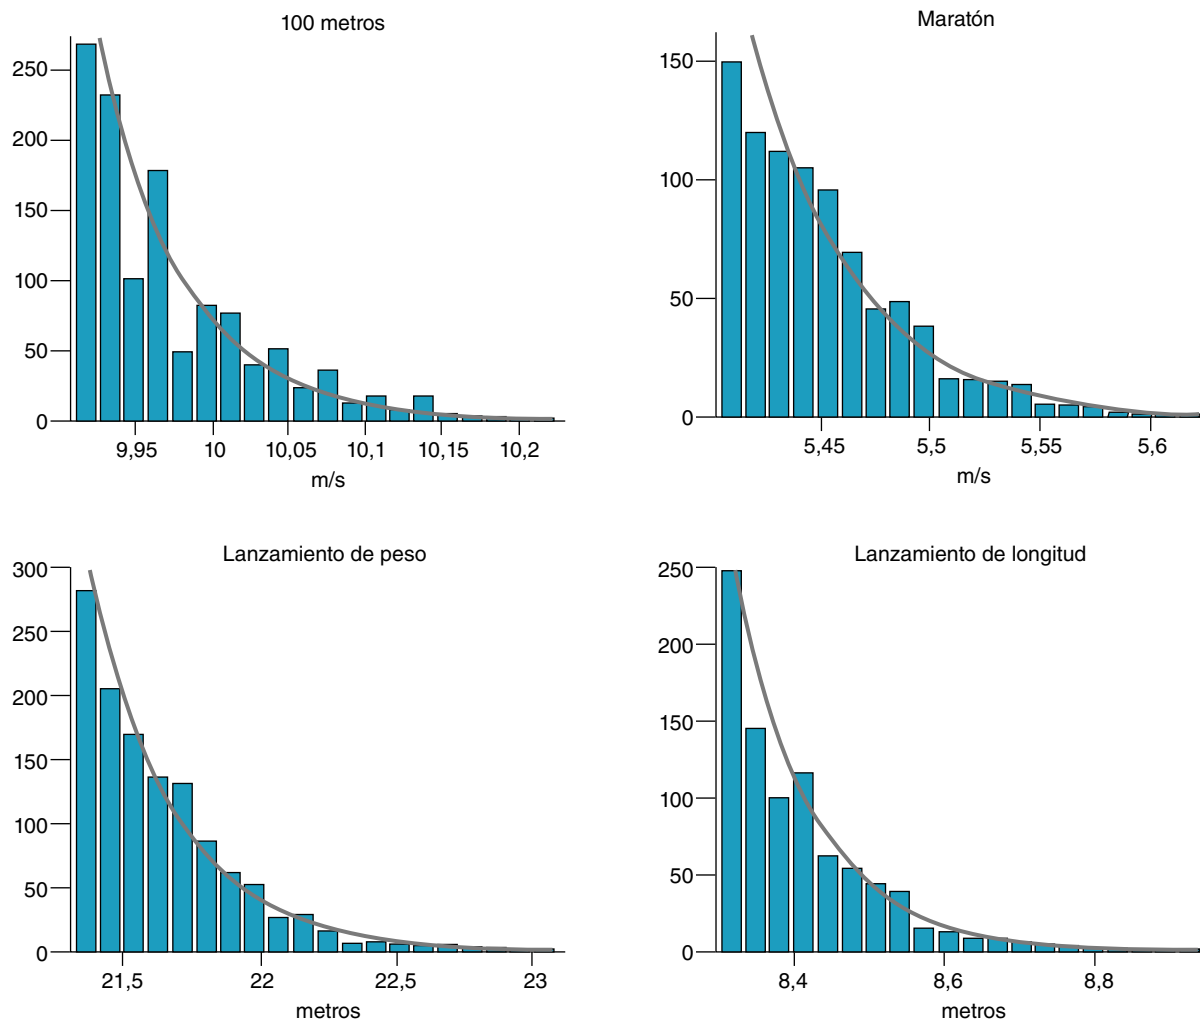 100 metros
250
200
150
100
50
0
9,95 10 10,05 10,1 10,15 10,2
m/s
Maratón
150
100
50
0
5,45 5,5 5,55 5,6
m/s
Lanzamiento de peso
300
250
200
150
100
50
0
21,5 22 22,5 23
metros
Lanzamiento de longitud
250
200
150
100
50
0
8,4 8,6 8,8
metros